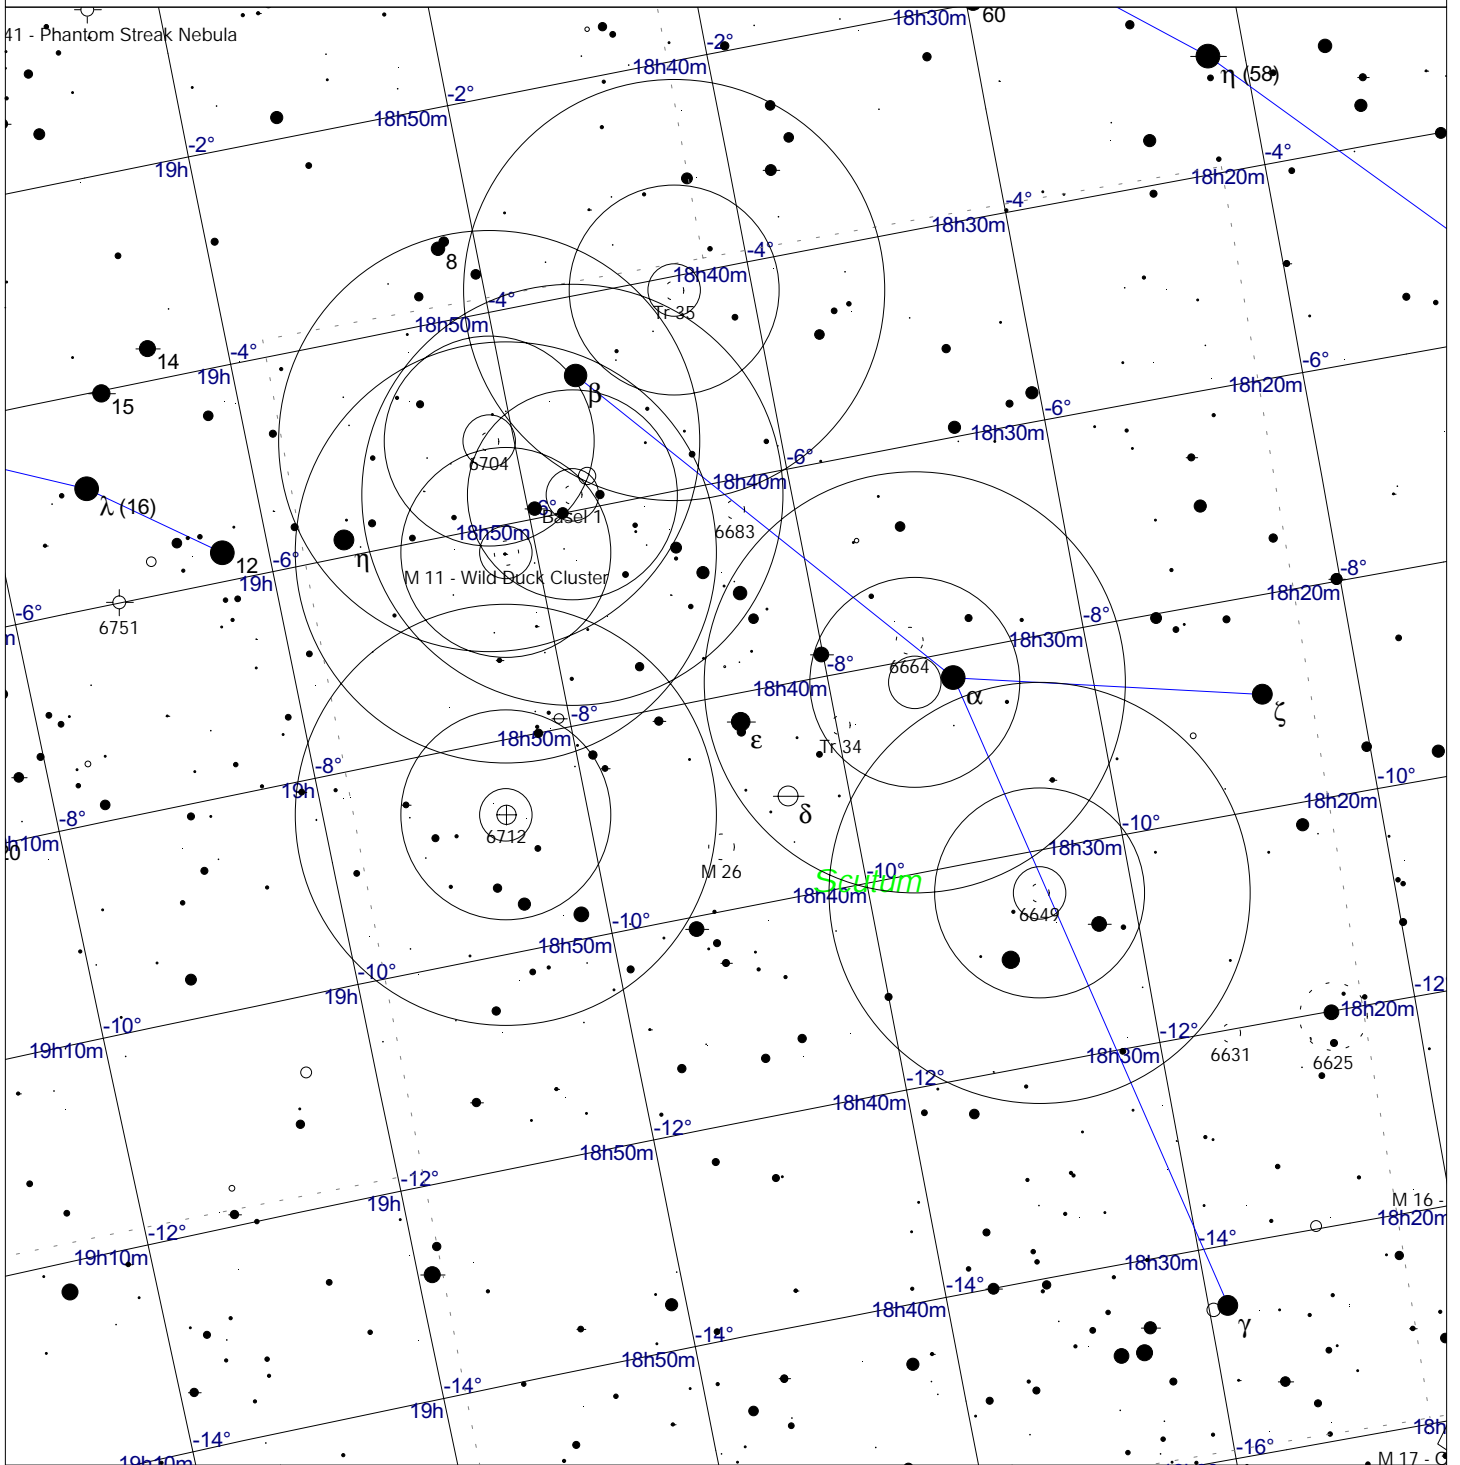 60
18h30m
41 - Phantom Streak Nebula
-2°
18h40m
η (58)
-2°
18h50m
-2°
19h
-4°
18h20m
-4°
18h30m
-4°
18h40m
8
-4°
18h50m
Tr 35
-4°
19h
14
15
β
-6°
18h20m
-6°
18h30m
-6°
18h40m
6704
λ (16)
-6°
Basel 1
18h50m
6683
12
η
-6°
19h
M 11 - Wild Duck Cluster
-8°
18h20m
-6°
m
6751
-8°
18h30m
6664
-8°
18h40m
α
ζ
-8°
18h50m
ε
Tr 34
-8°
19h
-10°
18h20m
δ
-8°
h10m
20
6712
-10°
18h30m
M 26
Scutum
-10°
18h40m
-10°
18h50m
6649
-10°
19h
-12
18h20m
-10°
19h10m
-12°
18h30m
6631
6625
-12°
18h40m
-12°
18h50m
-12°
19h
M 16 -
18h20m
-12°
19h10m
-14°
18h30m
-14°
18h40m
γ
-14°
18h50m
-14°
19h
18h
-14°
19h10m
-16°
M 17 - C